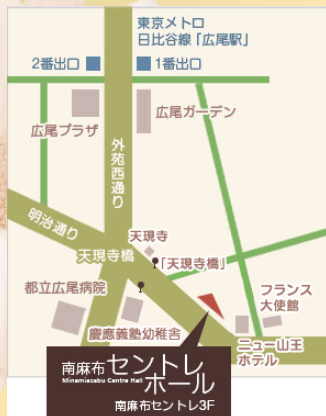 東京メトロ
日比谷線「広尾駅」
2番出口
1番出口
広尾プラザ
広尾ガーデン
外苑西通り
明治通り
天現寺
天現寺橋
「天現寺橋」
都立広尾病院
フランス
大使館
慶應義塾幼稚舎
ニュー山王
ホテル
南麻布セントレ
Minamiazabu Centre Hall
ホール
南麻布セントレ3F